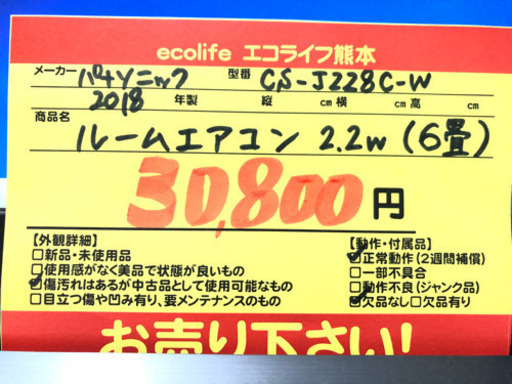 ecolife エコライフ熊本
メーカー パナソニック 型番 CS-J228C-W
2018 年製 縦 cm 横 cm 高 cm
商品名 ルームエアコン 2.2w (6畳)
30,800円
【外観詳細】
□新品・未使用品
□使用感がなく美品で状態が良いもの
☑傷汚れはあるが中古品として使用可能なもの
□目立つ傷や凹み有り、要メンテナンスのもの
【動作・付属品】
☑正常動作(2週間補償)
□一部不具合
□動作不良(ジャンク品)
☑欠品なし□欠品有り
お売り下さい!